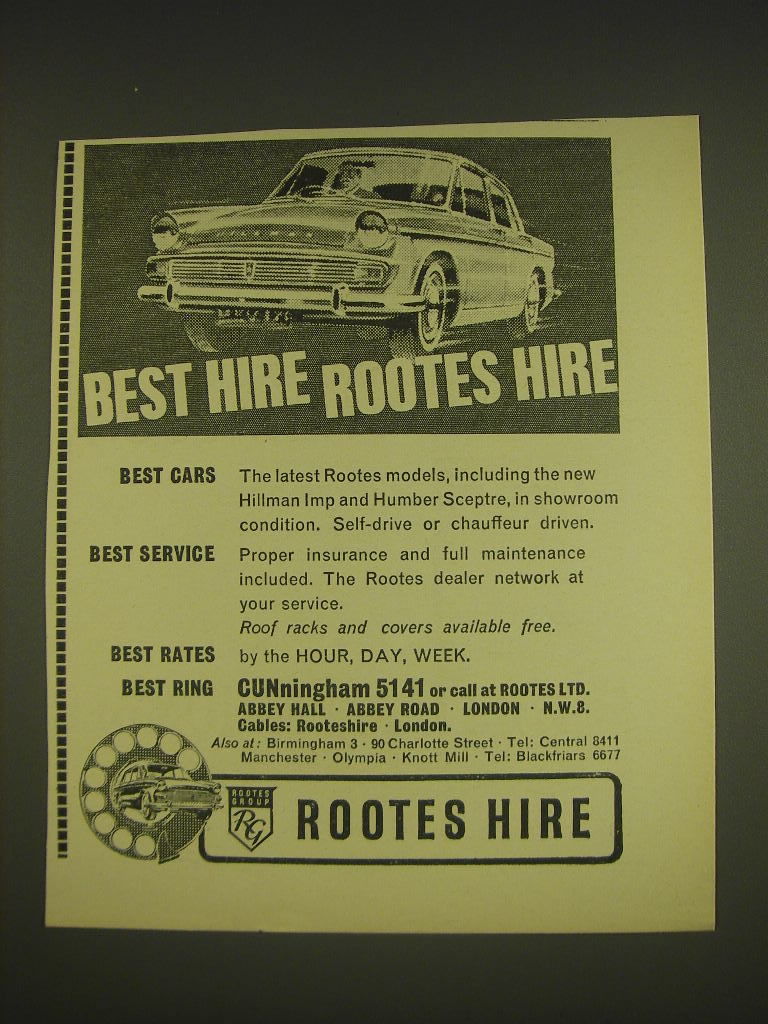 BEST HIRE ROOTES HIRE
BEST CARS The latest Rootes models, including the new
Hillman Imp and Humber Sceptre, in showroom
condition. Self-drive or chauffeur driven.
BEST SERVICE Proper insurance and full maintenance
included. The Rootes dealer network at
your service.
Roof racks and covers available free.
BEST RATES by the HOUR, DAY, WEEK.
BEST RING CUNningham 5141 or call at ROOTES LTD.
ABBEY HALL · ABBEY ROAD · LONDON · N.W.8.
Cables: Rooteshire · London.
Also at: Birmingham 3 · 90 Charlotte Street · Tel: Central 8411
Manchester · Olympia · Knott Mill · Tel: Blackfriars 6677
ROOTES
GROUP
RG
ROOTES HIRE